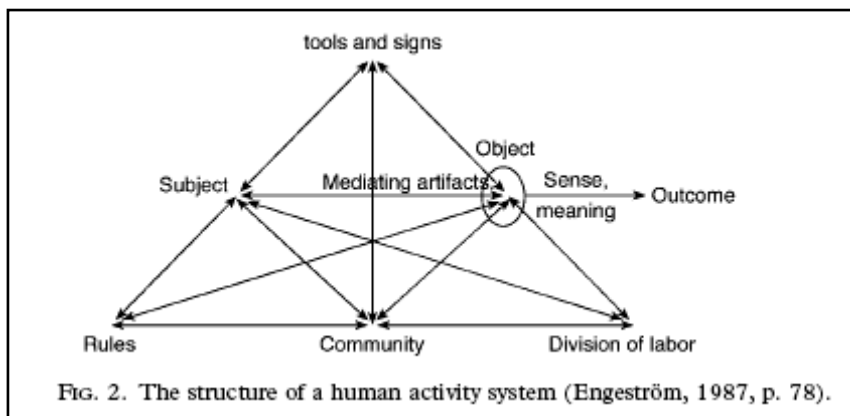 tools and signs
Object
Subject
Mediating artifacts
Sense,
meaning
Outcome
Rules
Community
Division of labor
FIG. 2. The structure of a human activity system (Engeström, 1987, p. 78).